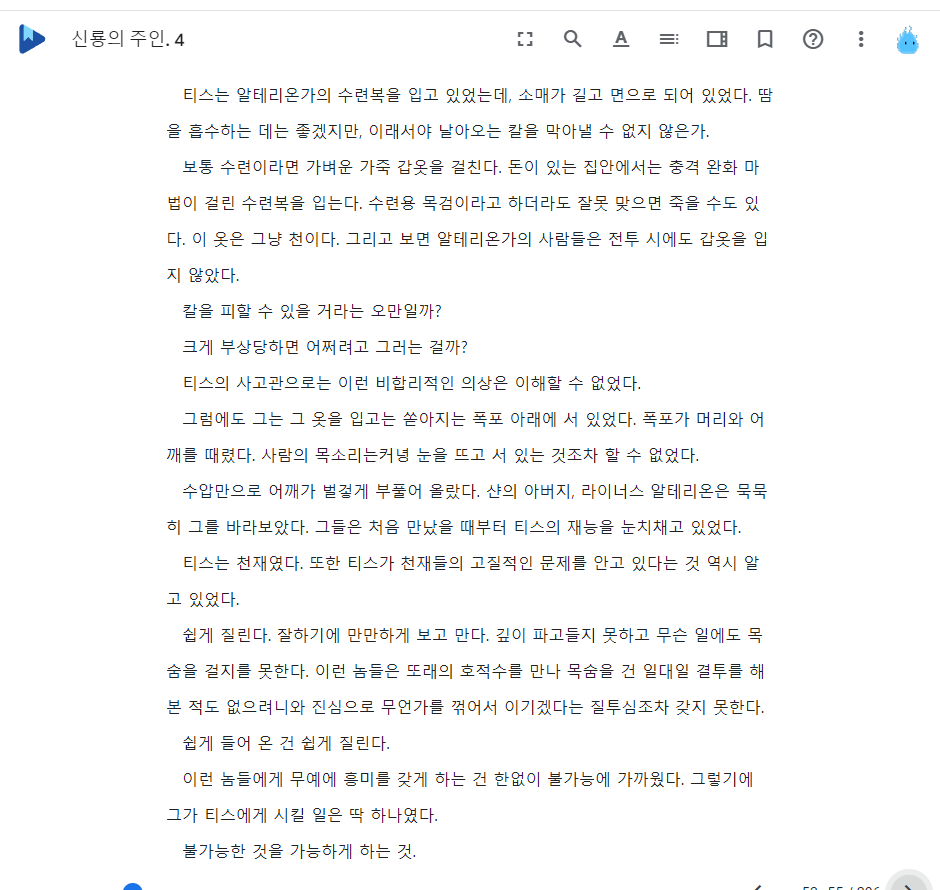 신룡의 주인. 4
티스는 알테리온가의 수련복을 입고 있었는데, 소매가 길고 면으로 되어 있었다. 땀
을 흡수하는 데는 좋겠지만, 이래서야 날아오는 칼을 막아낼 수 없지 않은가.
보통 수련이라면 가벼운 가죽 갑옷을 걸친다. 돈이 있는 집안에서는 충격 완화 마
법이 걸린 수련복을 입는다. 수련용 목검이라고 하더라도 잘못 맞으면 죽을 수도 있
다. 이 옷은 그냥 천이다. 그리고 보면 알테리온가의 사람들은 전투 시에도 갑옷을 입
지 않았다.
칼을 피할 수 있을 거라는 오만일까?
크게 부상당하면 어쩌려고 그러는 걸까?
티스의 사고관으로는 이런 비합리적인 의상은 이해할 수 없었다.
그럼에도 그는 그 옷을 입고는 쏟아지는 폭포 아래에 서 있었다. 폭포가 머리와 어
깨를 때렸다. 사람의 목소리는커녕 눈을 뜨고 서 있는 것조차 할 수 없었다.
수압만으로 어깨가 벌겋게 부풀어 올랐다. 샨의 아버지, 라이너스 알테리온은 묵묵
히 그를 바라보았다. 그들은 처음 만났을 때부터 티스의 재능을 눈치채고 있었다.
티스는 천재였다. 또한 티스가 천재들의 고질적인 문제를 안고 있다는 것 역시 알
고 있었다.
쉽게 질린다. 잘하기에 만만하게 보고 만다. 깊이 파고들지 못하고 무슨 일에도 목
숨을 걸지를 못한다. 이런 놈들은 또래의 호적수를 만나 목숨을 건 일대일 결투를 해
본 적도 없으려니와 진심으로 무언가를 꺾어서 이기겠다는 질투심조차 갖지 못한다.
쉽게 들어 온 건 쉽게 질린다.
이런 놈들에게 무예에 흥미를 갖게 하는 건 한없이 불가능에 가까웠다. 그렇기에
그가 티스에게 시킬 일은 딱 하나였다.
불가능한 것을 가능하게 하는 것.